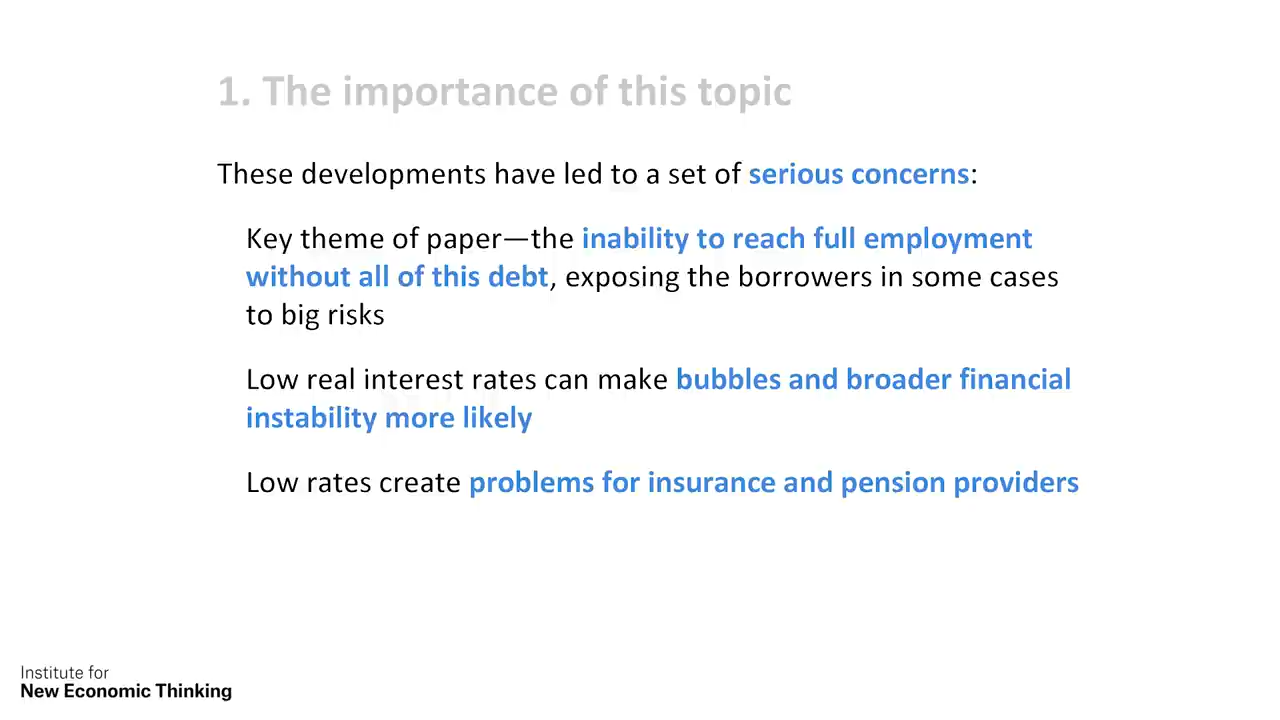 1. The importance of this topic
These developments have led to a set of serious concerns:
Key theme of paper—the inability to reach full employment
without all of this debt, exposing the borrowers in some cases
to big risks
Low real interest rates can make bubbles and broader financial
instability more likely
Low rates create problems for insurance and pension providers
Institute for
New Economic Thinking